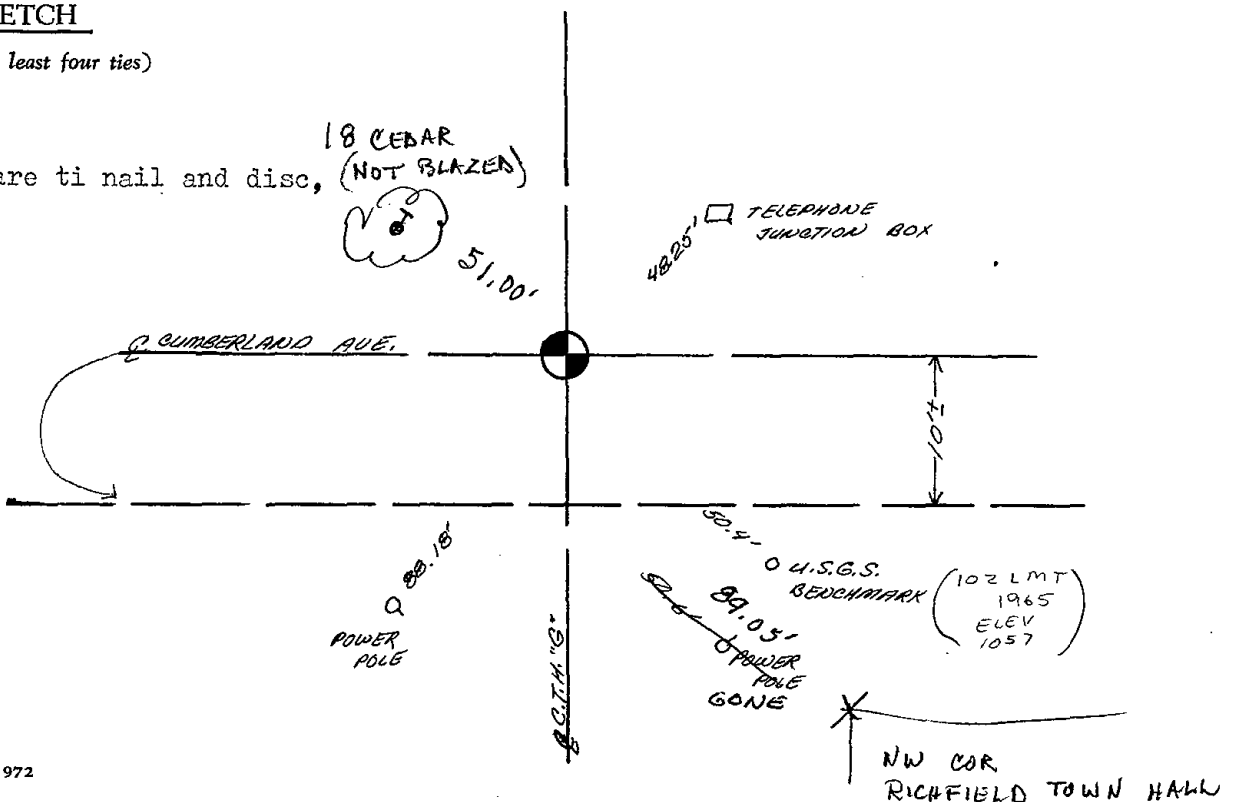 ETCH
least four ties)
18 CEDAR
(NOT BLAZED)
are ti nail and disc,
51.00'
48.25'
TELEPHONE
JUNCTION BOX
℄ CUMBERLAND AVE.
10'±
50.4'
88.18'
POWER
POLE
U.S.G.S.
BENCHMARK
(102 LMT
1965
ELEV
1057)
89.05'
POWER
POLE
GONE
℄ C.T.H. "G"
NW COR
RICHFIELD TOWN HALL
972